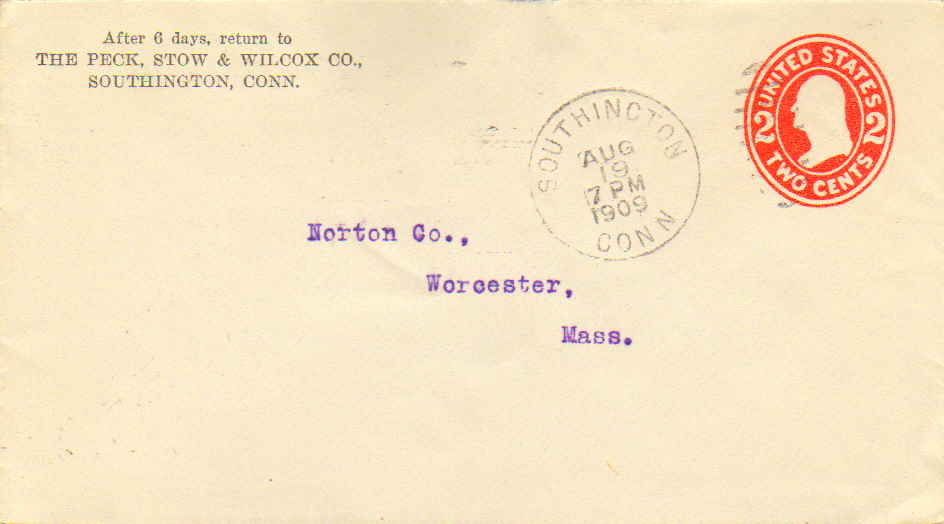 After 6 days, return to
THE PECK, STOW & WILCOX CO.,
SOUTHINGTON, CONN.
SOUTHINGTON
AUG
19
7 PM
1909
CONN
UNITED STATES
2 2
TWO CENTS
Norton Co.,
Worcester,
Mass.